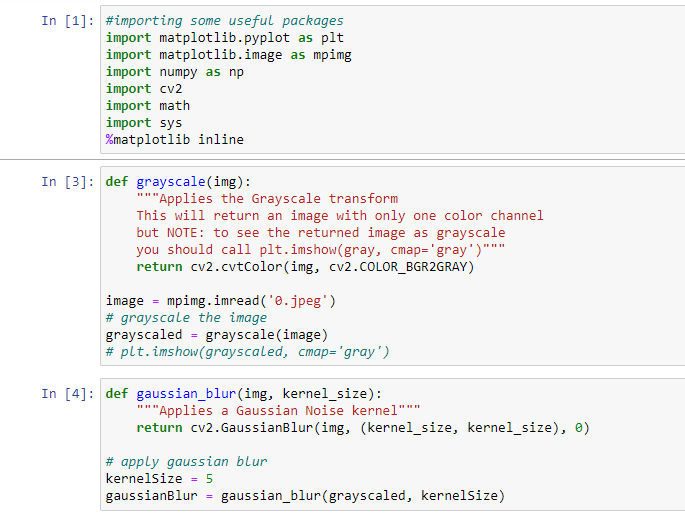 In [1]: #importing some useful packages
import matplotlib.pyplot as plt
import matplotlib.image as mpimg
import numpy as np
import cv2
import math
import sys
%matplotlib inline
In [3]: def grayscale(img):
    """Applies the Grayscale transform
    This will return an image with only one color channel
    but NOTE: to see the returned image as grayscale
    you should call plt.imshow(gray, cmap='gray')"""
    return cv2.cvtColor(img, cv2.COLOR_BGR2GRAY)
image = mpimg.imread('0.jpeg')
# grayscale the image
grayscaled = grayscale(image)
# plt.imshow(grayscaled, cmap='gray')
In [4]: def gaussian_blur(img, kernel_size):
    """Applies a Gaussian Noise kernel"""
    return cv2.GaussianBlur(img, (kernel_size, kernel_size), 0)
# apply gaussian blur
kernelSize = 5
gaussianBlur = gaussian_blur(grayscaled, kernelSize)